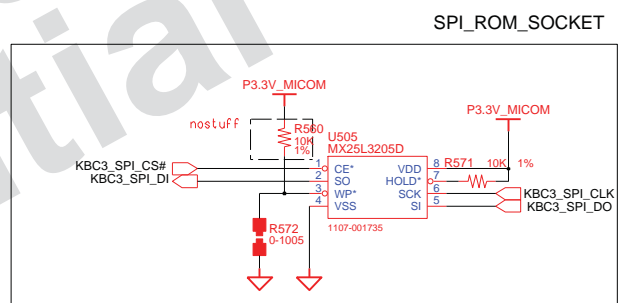 SPI_ROM_SOCKET
P3.3V_MICOM
P3.3V_MICOM
nostuff
R560
10K
1%
U505
MX25L3205D
R571 10K 1%
KBC3_SPI_CS# 1 CE* VDD 8
KBC3_SPI_DI 2 SO HOLD* 7
3 WP* SCK 6 KBC3_SPI_CLK
4 VSS SI 5 KBC3_SPI_DO
R572
0-1005
1107-001735